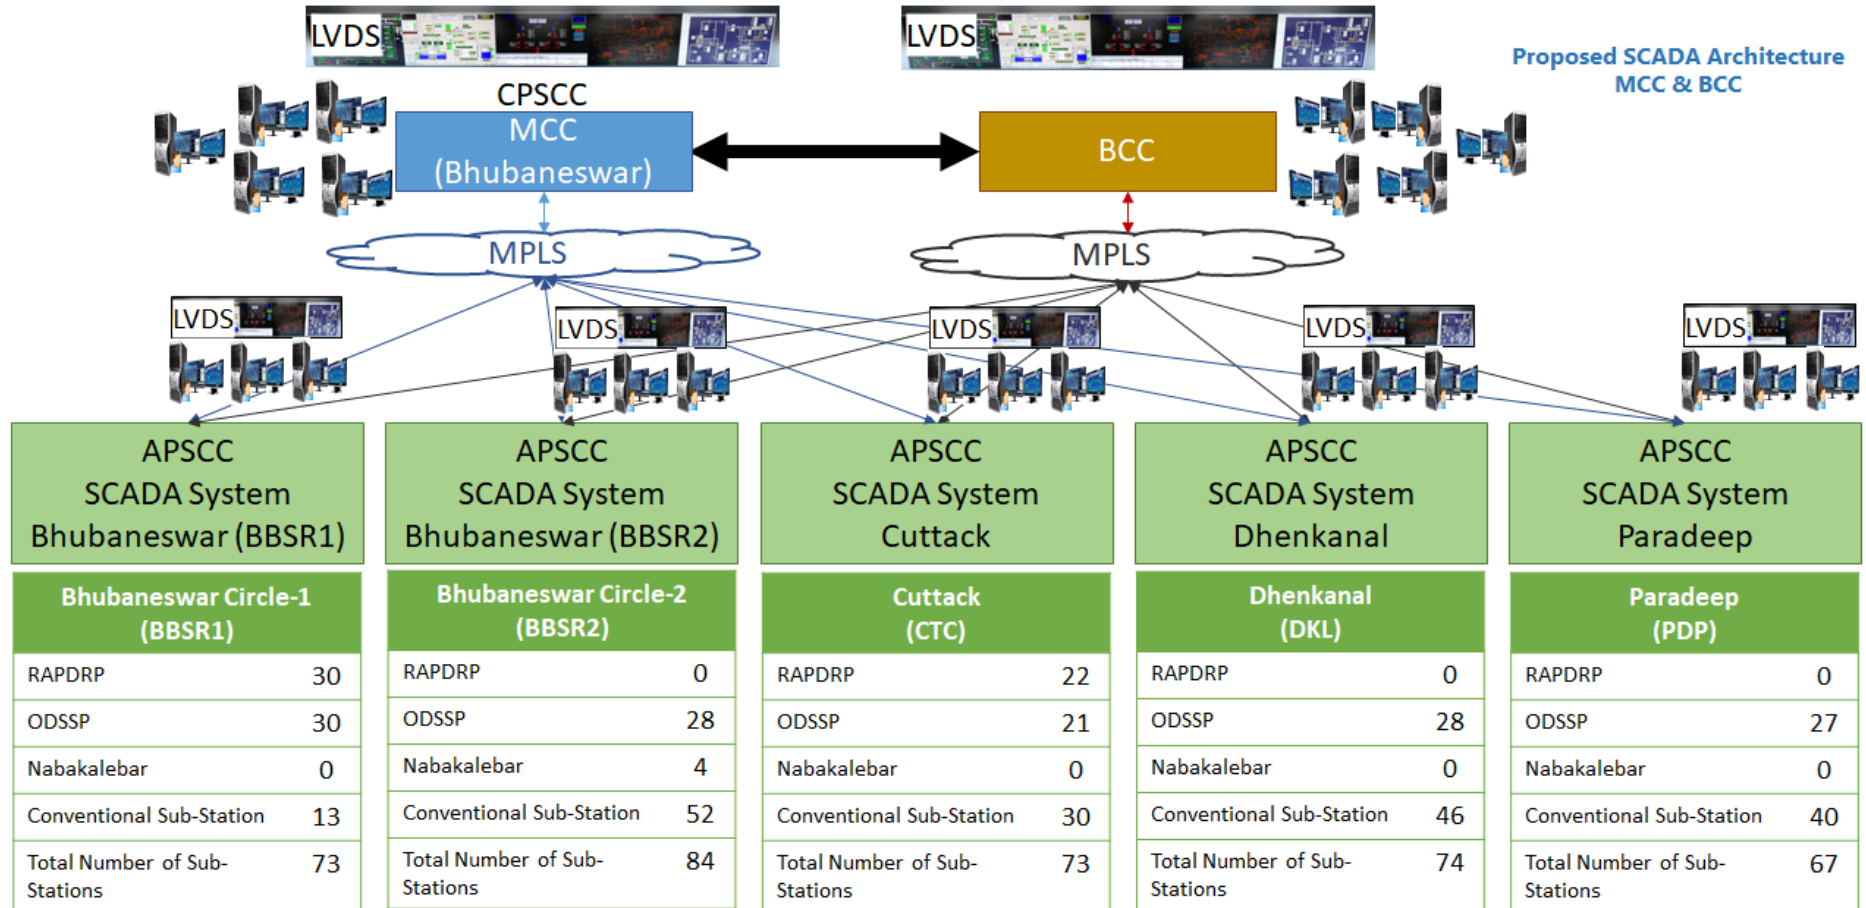 LVDS
LVDS
Proposed SCADA Architecture
MCC & BCC
CPSCC
MCC
(Bhubaneswar)
BCC
MPLS
MPLS
LVDS
LVDS
LVDS
LVDS
LVDS
APSCC
SCADA System
Bhubaneswar (BBSR1)
APSCC
SCADA System
Bhubaneswar (BBSR2)
APSCC
SCADA System
Cuttack
APSCC
SCADA System
Dhenkanal
APSCC
SCADA System
Paradeep
Bhubaneswar Circle-1
(BBSR1)
RAPDRP 30
ODSSP 30
Nabakalebar 0
Conventional Sub-Station 13
Total Number of Sub- 73
Stations
Bhubaneswar Circle-2
(BBSR2)
RAPDRP 0
ODSSP 28
Nabakalebar 4
Conventional Sub-Station 52
Total Number of Sub- 84
Stations
Cuttack
(CTC)
RAPDRP 22
ODSSP 21
Nabakalebar 0
Conventional Sub-Station 30
Total Number of Sub- 73
Stations
Dhenkanal
(DKL)
RAPDRP 0
ODSSP 28
Nabakalebar 0
Conventional Sub-Station 46
Total Number of Sub- 74
Stations
Paradeep
(PDP)
RAPDRP 0
ODSSP 27
Nabakalebar 0
Conventional Sub-Station 40
Total Number of Sub- 67
Stations